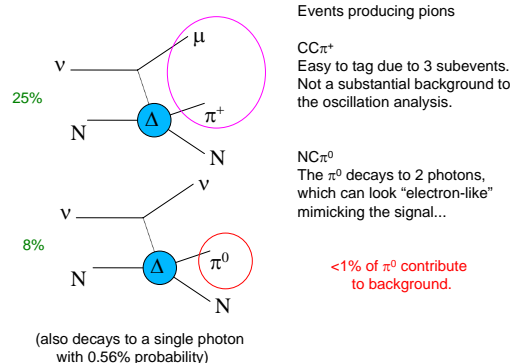 Events producing pions
μ
ν
CCπ⁺
Easy to tag due to 3 subevents.
Not a substantial background to
the oscillation analysis.
25%
Δ
π⁺
N
N
ν
NCπ⁰
The π⁰ decays to 2 photons,
which can look “electron-like”
mimicking the signal...
ν
8%
Δ
π⁰
N
N
<1% of π⁰ contribute
to background.
(also decays to a single photon
with 0.56% probability)